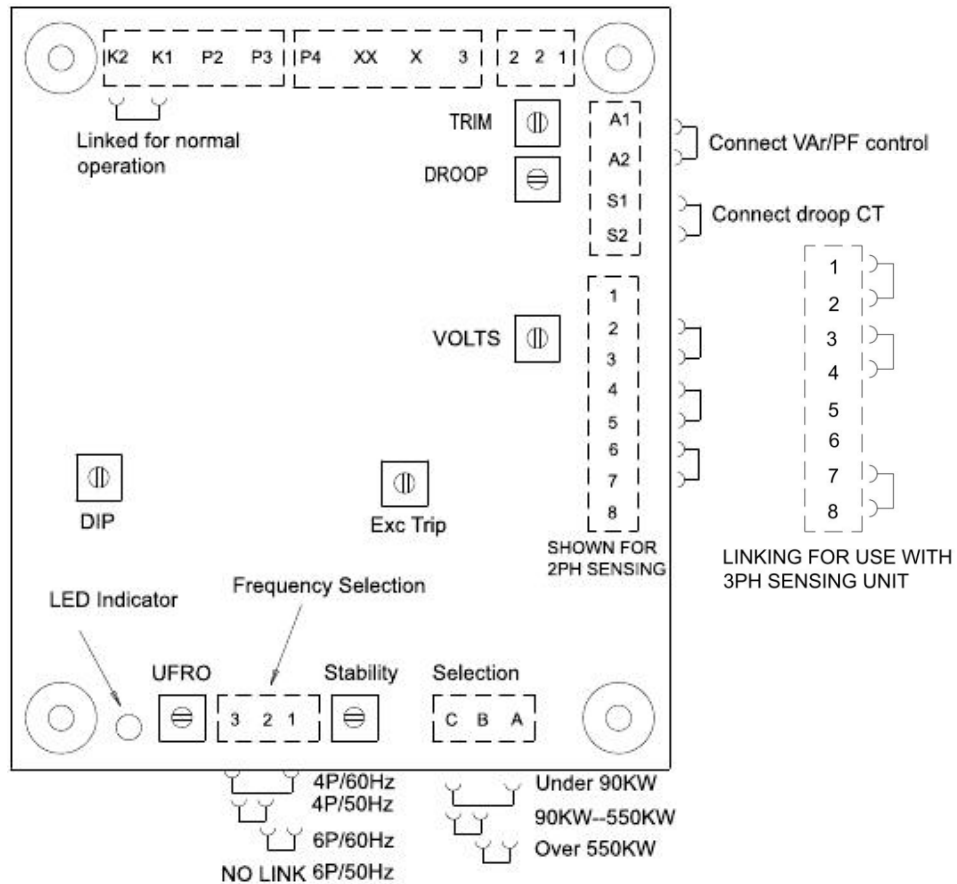 K2 K1 P2 P3 P4 XX X 3 2 2 1
Linked for normal
operation
TRIM
DROOP
A1
A2
S1
S2
Connect VAr/PF control
Connect droop CT
VOLTS
1
2
3
4
5
6
7
8
SHOWN FOR
2PH SENSING
1
2
3
4
5
6
7
8
LINKING FOR USE WITH
3PH SENSING UNIT
DIP
Exc Trip
LED Indicator
Frequency Selection
UFRO
3 2 1
Stability
Selection
C B A
4P/60Hz
4P/50Hz
6P/60Hz
NO LINK 6P/50Hz
Under 90KW
90KW--550KW
Over 550KW